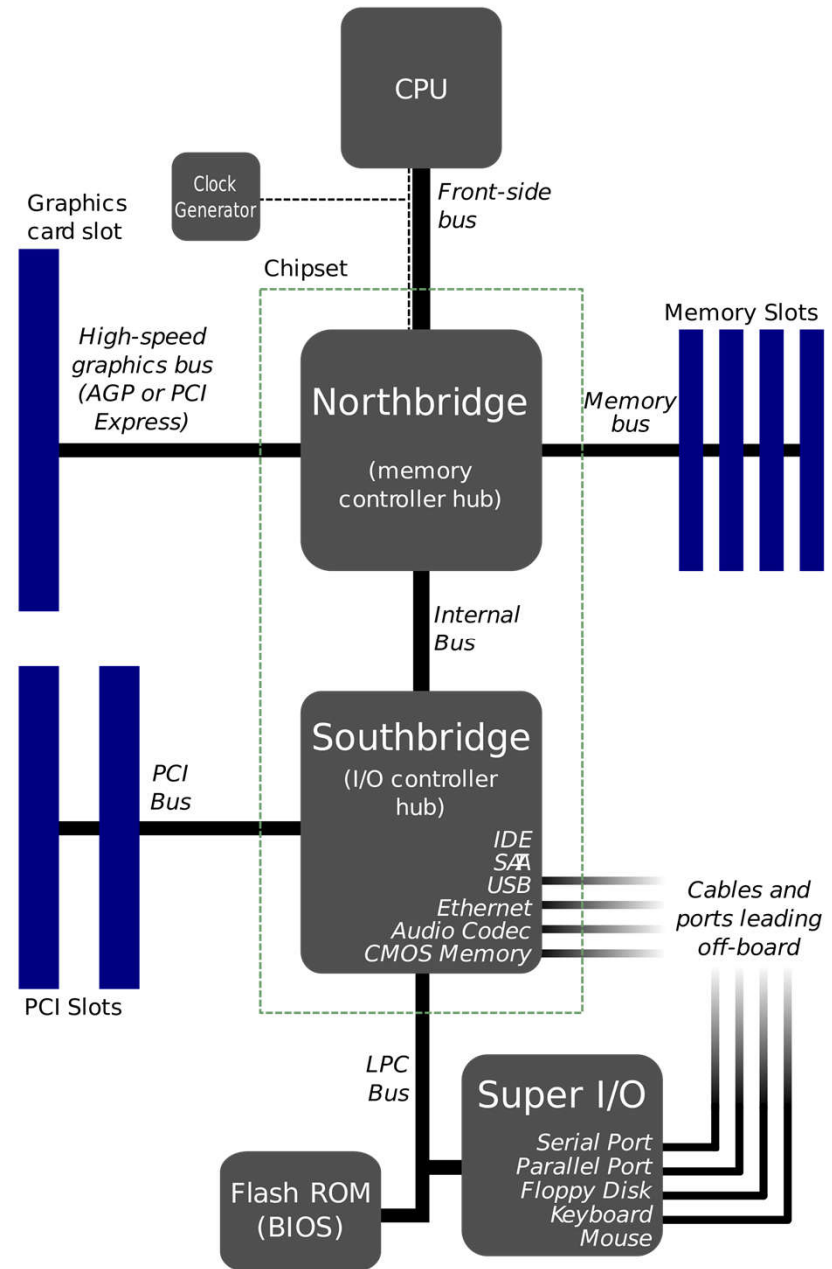 CPU
Clock
Generator
Front-side
bus
Graphics
card slot
Chipset
High-speed
graphics bus
(AGP or PCI
Express)
Northbridge
(memory
controller hub)
Memory Slots
Memory
bus
Internal
Bus
Southbridge
(I/O controller
hub)
IDE
SATA
USB
Ethernet
Audio Codec
CMOS Memory
PCI
Bus
PCI Slots
Cables and
ports leading
off-board
LPC
Bus
Super I/O
Serial Port
Parallel Port
Floppy Disk
Keyboard
Mouse
Flash ROM
(BIOS)